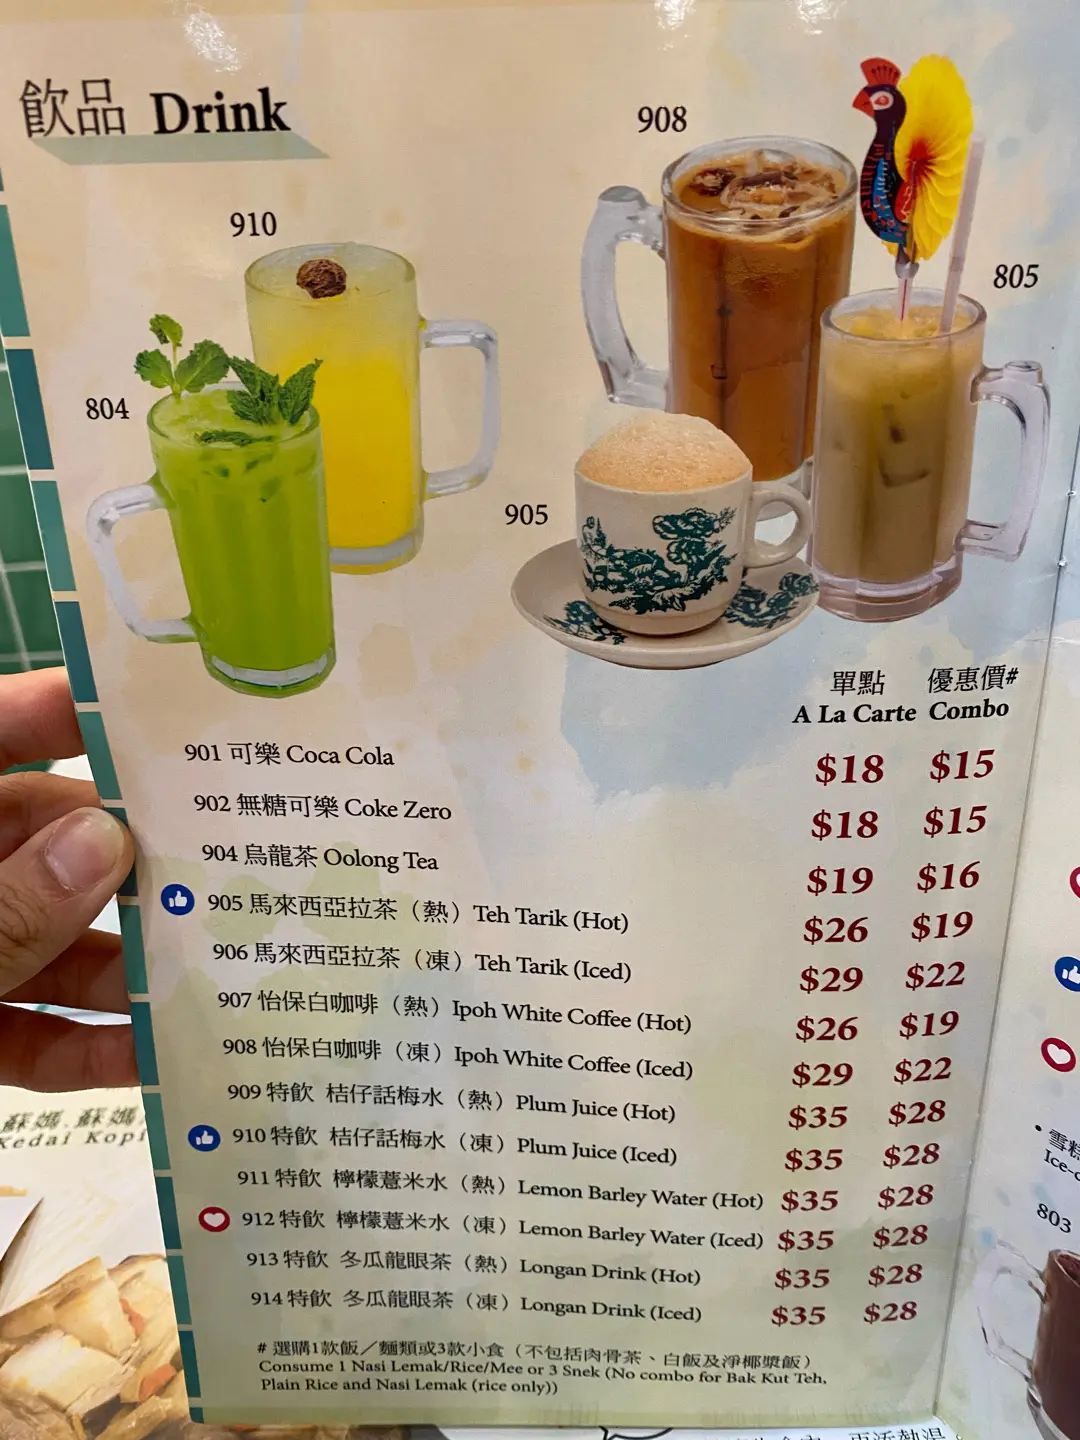 飲品 Drink
908
910
805
804
905
單點 優惠價#
A La Carte Combo
901 可樂 Coca Cola $18 $15
902 無糖可樂 Coke Zero $18 $15
904 烏龍茶 Oolong Tea $19 $16
905 馬來西亞拉茶（熱）Teh Tarik (Hot) $26 $19
906 馬來西亞拉茶（凍）Teh Tarik (Iced) $29 $22
907 怡保白咖啡（熱）Ipoh White Coffee (Hot) $26 $19
908 怡保白咖啡（凍）Ipoh White Coffee (Iced) $29 $22
909 特飲 桔仔話梅水（熱）Plum Juice (Hot) $35 $28
910 特飲 桔仔話梅水（凍）Plum Juice (Iced) $35 $28
911 特飲 檸檬薏米水（熱）Lemon Barley Water (Hot) $35 $28
912 特飲 檸檬薏米水（凍）Lemon Barley Water (Iced) $35 $28
913 特飲 冬瓜龍眼茶（熱）Longan Drink (Hot) $35 $28
914 特飲 冬瓜龍眼茶（凍）Longan Drink (Iced) $35 $28
# 選購1款飯／麵類或3款小食（不包括肉骨茶、白飯及淨椰漿飯）
Consume 1 Nasi Lemak/Rice/Mee or 3 Snek (No combo for Bak Kut Teh,
Plain Rice and Nasi Lemak (rice only))
蘇媽．蘇媽
Kedai Kopi
• 雪糕
Ice-c
803